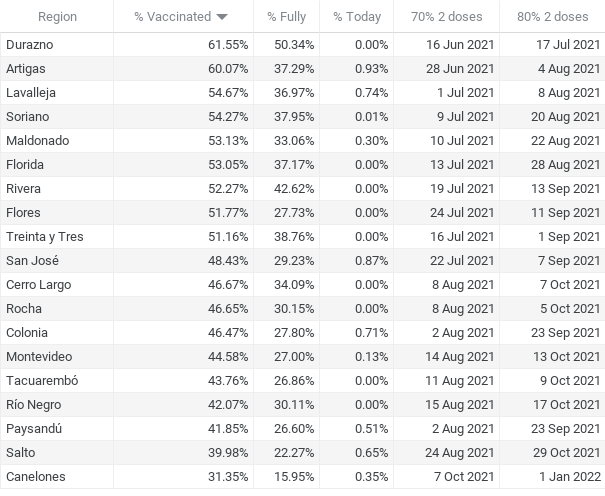 Region % Vaccinated % Fully % Today 70% 2 doses 80% 2 doses
Durazno 61.55% 50.34% 0.00% 16 Jun 2021 17 Jul 2021
Artigas 60.07% 37.29% 0.93% 28 Jun 2021 4 Aug 2021
Lavalleja 54.67% 36.97% 0.74% 1 Jul 2021 8 Aug 2021
Soriano 54.27% 37.95% 0.01% 9 Jul 2021 20 Aug 2021
Maldonado 53.13% 33.06% 0.30% 10 Jul 2021 22 Aug 2021
Florida 53.05% 37.17% 0.00% 13 Jul 2021 28 Aug 2021
Rivera 52.27% 42.62% 0.00% 19 Jul 2021 13 Sep 2021
Flores 51.77% 27.73% 0.00% 24 Jul 2021 11 Sep 2021
Treinta y Tres 51.16% 38.76% 0.00% 16 Jul 2021 1 Sep 2021
San José 48.43% 29.23% 0.87% 22 Jul 2021 7 Sep 2021
Cerro Largo 46.67% 34.09% 0.00% 8 Aug 2021 7 Oct 2021
Rocha 46.65% 30.15% 0.00% 8 Aug 2021 5 Oct 2021
Colonia 46.47% 27.80% 0.71% 2 Aug 2021 23 Sep 2021
Montevideo 44.58% 27.00% 0.13% 14 Aug 2021 13 Oct 2021
Tacuarembó 43.76% 26.86% 0.00% 11 Aug 2021 9 Oct 2021
Río Negro 42.07% 30.11% 0.00% 15 Aug 2021 17 Oct 2021
Paysandú 41.85% 26.60% 0.51% 2 Aug 2021 23 Sep 2021
Salto 39.98% 22.27% 0.65% 24 Aug 2021 29 Oct 2021
Canelones 31.35% 15.95% 0.35% 7 Oct 2021 1 Jan 2022